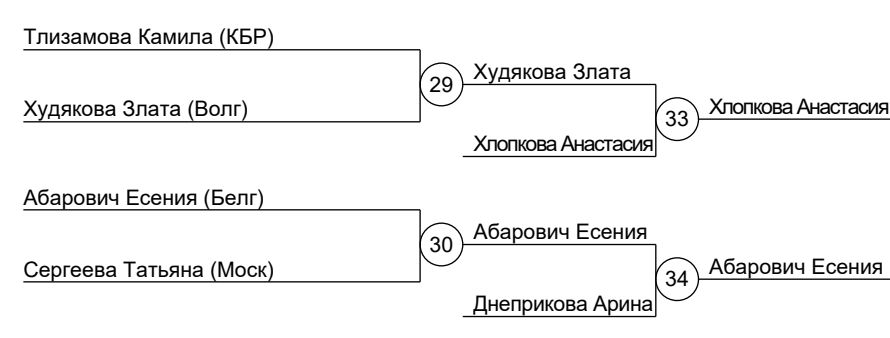 Тлизамова Камила (КБР)
29
Худякова Злата
Худякова Злата (Волг)
33
Хлопкова Анастасия
Хлопкова Анастасия
Абарович Есения (Белг)
30
Абарович Есения
Сергеева Татьяна (Моск)
34
Абарович Есения
Днеприкова Арина